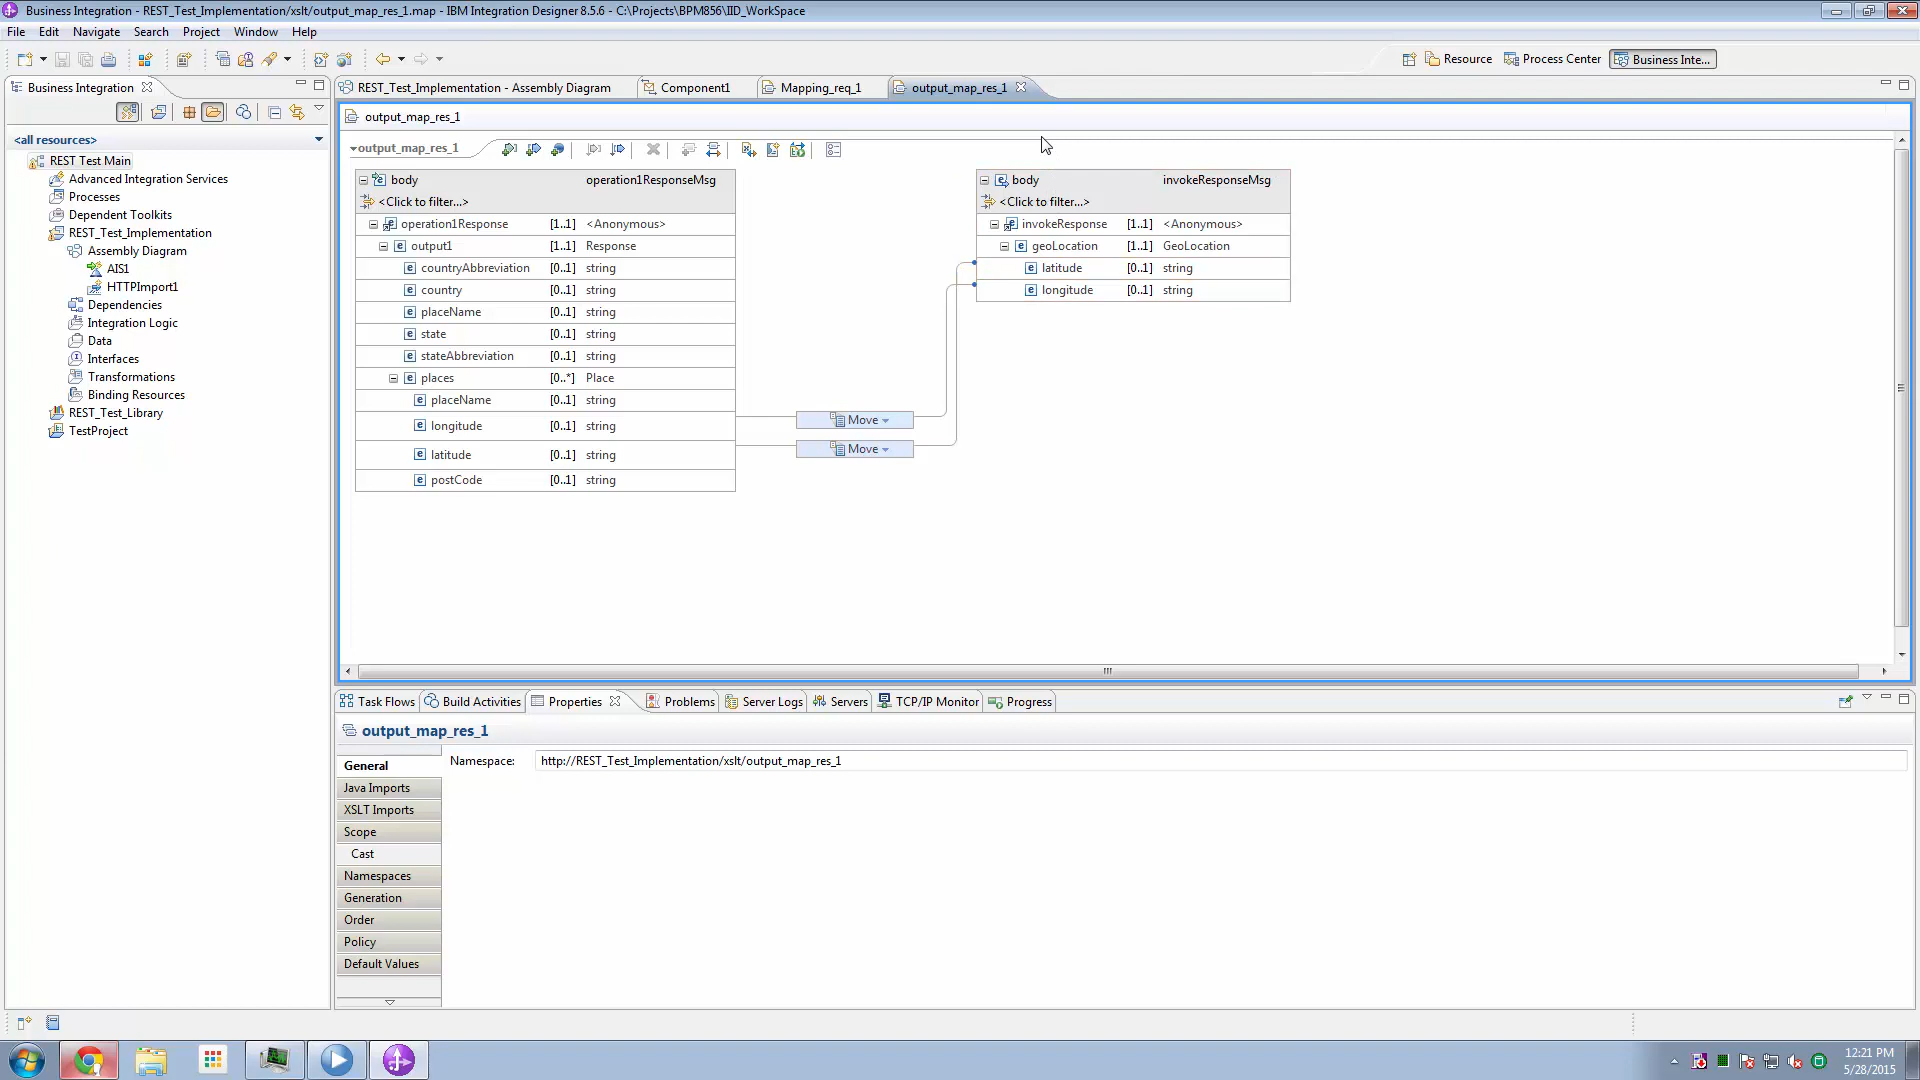 Business Integration - REST_Test_Implementation/xslt/output_map_res_1.map - IBM Integration Designer 8.5.6 - C:\Projects\BPM856\IID_WorkSpace
File Edit Navigate Search Project Window Help
Resource Process Center Business Inte...
Business Integration
REST_Test_Implementation - Assembly Diagram Component1 Mapping_req_1 output_map_res_1
<all resources>
REST Test Main
Advanced Integration Services
Processes
Dependent Toolkits
REST_Test_Implementation
Assembly Diagram
AIS1
HTTPImport1
Dependencies
Integration Logic
Data
Interfaces
Transformations
Binding Resources
REST_Test_Library
TestProject
output_map_res_1
output_map_res_1
body operation1ResponseMsg
<Click to filter...>
operation1Response [1..1] <Anonymous>
output1 [1..1] Response
countryAbbreviation [0..1] string
country [0..1] string
placeName [0..1] string
state [0..1] string
stateAbbreviation [0..1] string
places [0..*] Place
placeName [0..1] string
longitude [0..1] string
latitude [0..1] string
postCode [0..1] string
Move
Move
body invokeResponseMsg
<Click to filter...>
invokeResponse [1..1] <Anonymous>
geoLocation [1..1] GeoLocation
latitude [0..1] string
longitude [0..1] string
Task Flows Build Activities Properties Problems Server Logs Servers TCP/IP Monitor Progress
output_map_res_1
General
Java Imports
XSLT Imports
Scope
Cast
Namespaces
Generation
Order
Policy
Default Values
Namespace: http://REST_Test_Implementation/xslt/output_map_res_1
12:21 PM
5/28/2015